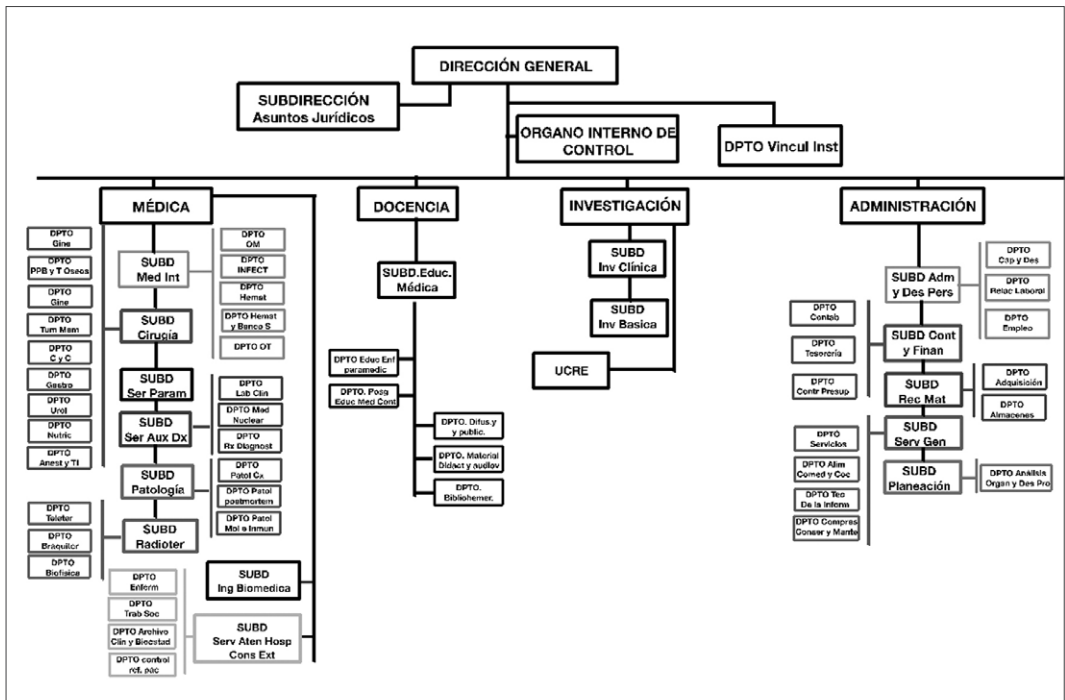 DIRECCIÓN GENERAL
SUBDIRECCIÓN
Asuntos Jurídicos
ORGANO INTERNO DE
CONTROL
DPTO Vincul Inst
MÉDICA
DOCENCIA
INVESTIGACIÓN
ADMINISTRACIÓN
DPTO
Gine
DPTO
PPB y T Oseos
DPTO
Gine
DPTO
Tum Mam
DPTO
C y C
DPTO
Gastro
DPTO
Urol
DPTO
Nutric
DPTO
Anest y TI
SUBD
Med Int
SUBD
Cirugía
SUBD
Ser Param
SUBD
Ser Aux Dx
SUBD
Patología
SUBD
Radioter
DPTO
OM
DPTO
INFECT
DPTO
Hemat
DPTO Hemat
y Banco S
DPTO OT
DPTO
Lab Clin
DPTO Med
Nuclear
DPTO
Rx Diagnost
DPTO
Patol Cx
DPTO Patol
postmortem
DPTO Patol
Mol e Inmun
DPTO
Teleter
DPTO
Braquiter
DPTO
Biofísica
SUBD
Ing Biomedica
DPTO
Enferm
DPTO
Trab Soc
DPTO Archivo
Clin y Bioestad
DPTO control
ref. pac
SUBD
Serv Aten Hosp
Cons Ext
SUBD.Educ.
Médica
DPTO Educ Enf
paramedic
DPTO. Posg
Educ Med Cont
DPTO. Difus.y
y public.
DPTO. Material
Didact y audiov
DPTO.
Bibliohemer.
SUBD
Inv Clínica
SUBD
Inv Basica
UCRE
SUBD Adm
y Des Pers
SUBD Cont
y Finan
SUBD
Rec Mat
SUBD
Serv Gen
SUBD
Planeación
DPTO
Cap y Des
DPTO
Relac Laboral
DPTO
Empleo
DPTO
Contab
DPTO
Tesorería
DPTO
Contr Presup
DPTO
Adquisición
DPTO
Almacenes
DPTO
Servicios
DPTO Alim
Comed y Coc
DPTO Tec
De la Inform
DPTO Compras
Conser y Mante
DPTO Análisis
Organ y Des Pro